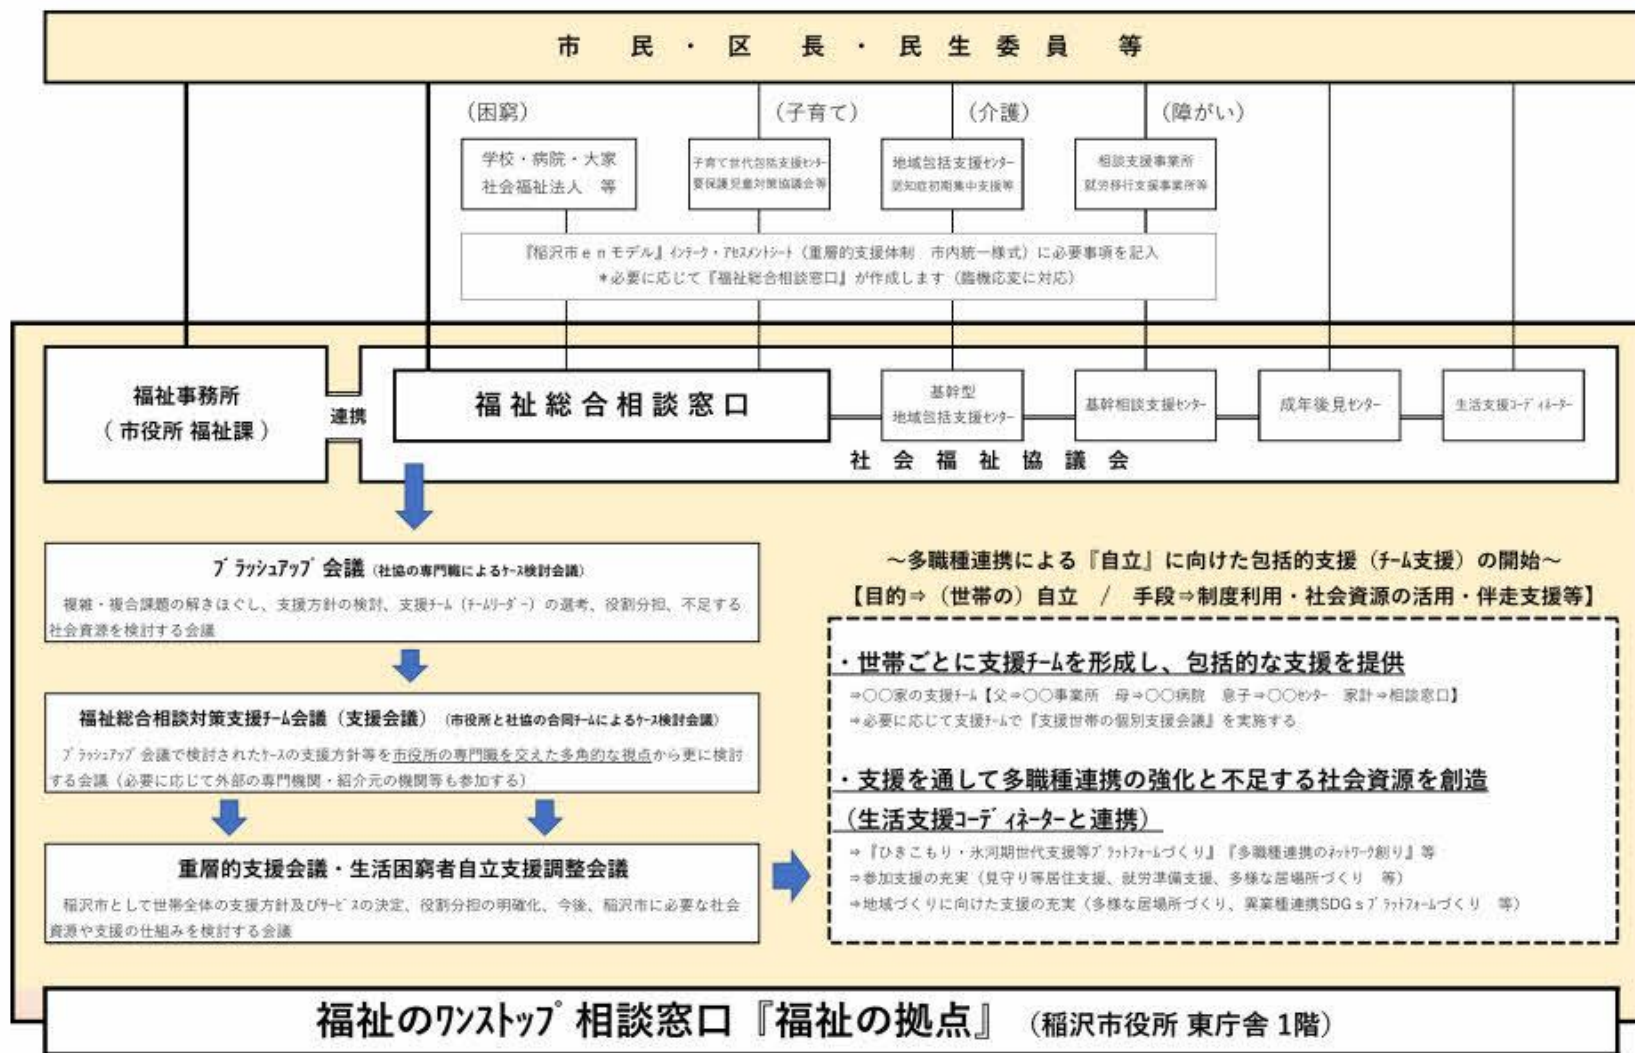 市民・区長・民生委員等
(困窮)
(子育て)
(介護)
(障がい)
学校・病院・大家
社会福祉法人 等
子育て世代包括支援ｾﾝﾀｰ
要保護児童対策協議会等
地域包括支援ｾﾝﾀｰ
認知症初期集中支援等
相談支援事業所
就労移行支援事業所等
『稲沢市ｅｎモデル』ｲﾝﾃｰｸ・ｱｾｽﾒﾝﾄｼｰﾄ（重層的支援体制 市内統一様式）に必要事項を記入
＊必要に応じて『福祉総合相談窓口』が作成します（臨機応変に対応）
福祉事務所
（市役所 福祉課）
連携
福祉総合相談窓口
基幹型
地域包括支援ｾﾝﾀｰ
基幹相談支援ｾﾝﾀｰ
成年後見ｾﾝﾀｰ
生活支援ｺｰﾃﾞｨﾈｰﾀｰ
社会福祉協議会
ﾌﾞﾗｯｼｭｱｯﾌﾟ会議（社協の専門職によるｹｰｽ検討会議）
複雑・複合課題の解きほぐし、支援方針の検討、支援ﾁｰﾑ（ﾁｰﾑﾘｰﾀﾞｰ）の選考、役割分担、不足する
社会資源を検討する会議
福祉総合相談対策支援ﾁｰﾑ会議（支援会議）（市役所と社協の合同ﾁｰﾑによるｹｰｽ検討会議）
ﾌﾞﾗｯｼｭｱｯﾌﾟ会議で検討されたｹｰｽの支援方針等を市役所の専門職を交えた多角的な視点から更に検討
する会議（必要に応じて外部の専門機関・紹介元の機関等も参加する）
重層的支援会議・生活困窮者自立支援調整会議
稲沢市として世帯全体の支援方針及びｻｰﾋﾞｽの決定、役割分担の明確化、今後、稲沢市に必要な社会
資源や支援の仕組みを検討する会議
～多職種連携による『自立』に向けた包括的支援（ﾁｰﾑ支援）の開始～
【目的⇒（世帯の）自立 / 手段⇒制度利用・社会資源の活用・伴走支援等】
・世帯ごとに支援ﾁｰﾑを形成し、包括的な支援を提供
⇒〇〇家の支援ﾁｰﾑ【父⇒〇〇事業所 母⇒〇〇病院 息子⇒〇〇ｾﾝﾀｰ 家計⇒相談窓口】
⇒必要に応じて支援ﾁｰﾑで『支援世帯の個別支援会議』を実施する
・支援を通して多職種連携の強化と不足する社会資源を創造
（生活支援ｺｰﾃﾞｨﾈｰﾀｰと連携）
⇒『ひきこもり・氷河期世代支援等ﾌﾟﾗｯﾄﾌｫｰﾑづくり』『多職種連携のﾈｯﾄﾜｰｸ創り』等
⇒参加支援の充実（見守り等居住支援、就労準備支援、多様な居場所づくり 等）
⇒地域づくりに向けた支援の充実（多様な居場所づくり、異業種連携SDGｓﾌﾟﾗｯﾄﾌｫｰﾑづくり 等）
福祉のﾜﾝｽﾄｯﾌﾟ相談窓口『福祉の拠点』（稲沢市役所 東庁舎 1階）